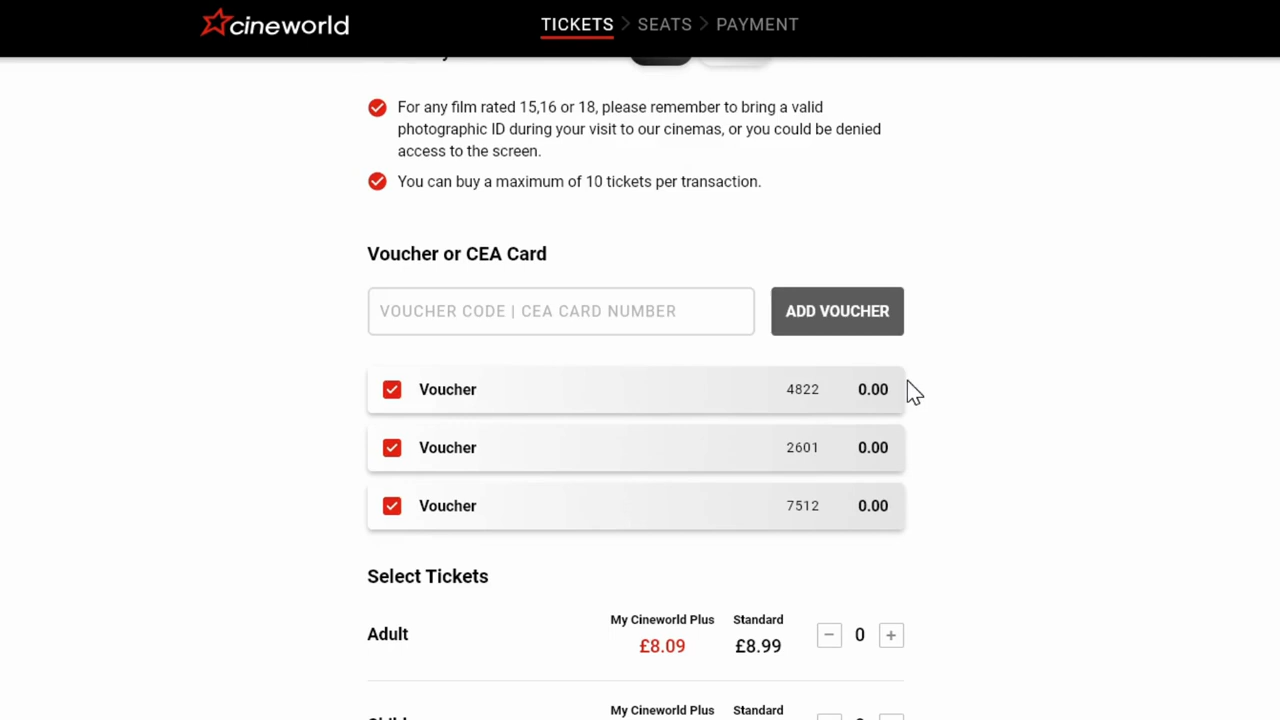 cineworld
TICKETS > SEATS > PAYMENT
For any film rated 15,16 or 18, please remember to bring a valid
photographic ID during your visit to our cinemas, or you could be denied
access to the screen.
You can buy a maximum of 10 tickets per transaction.
Voucher or CEA Card
VOUCHER CODE | CEA CARD NUMBER
ADD VOUCHER
Voucher 4822 0.00
Voucher 2601 0.00
Voucher 7512 0.00
Select Tickets
My Cineworld Plus Standard
Adult £8.09 £8.99 − 0 +
My Cineworld Plus Standard